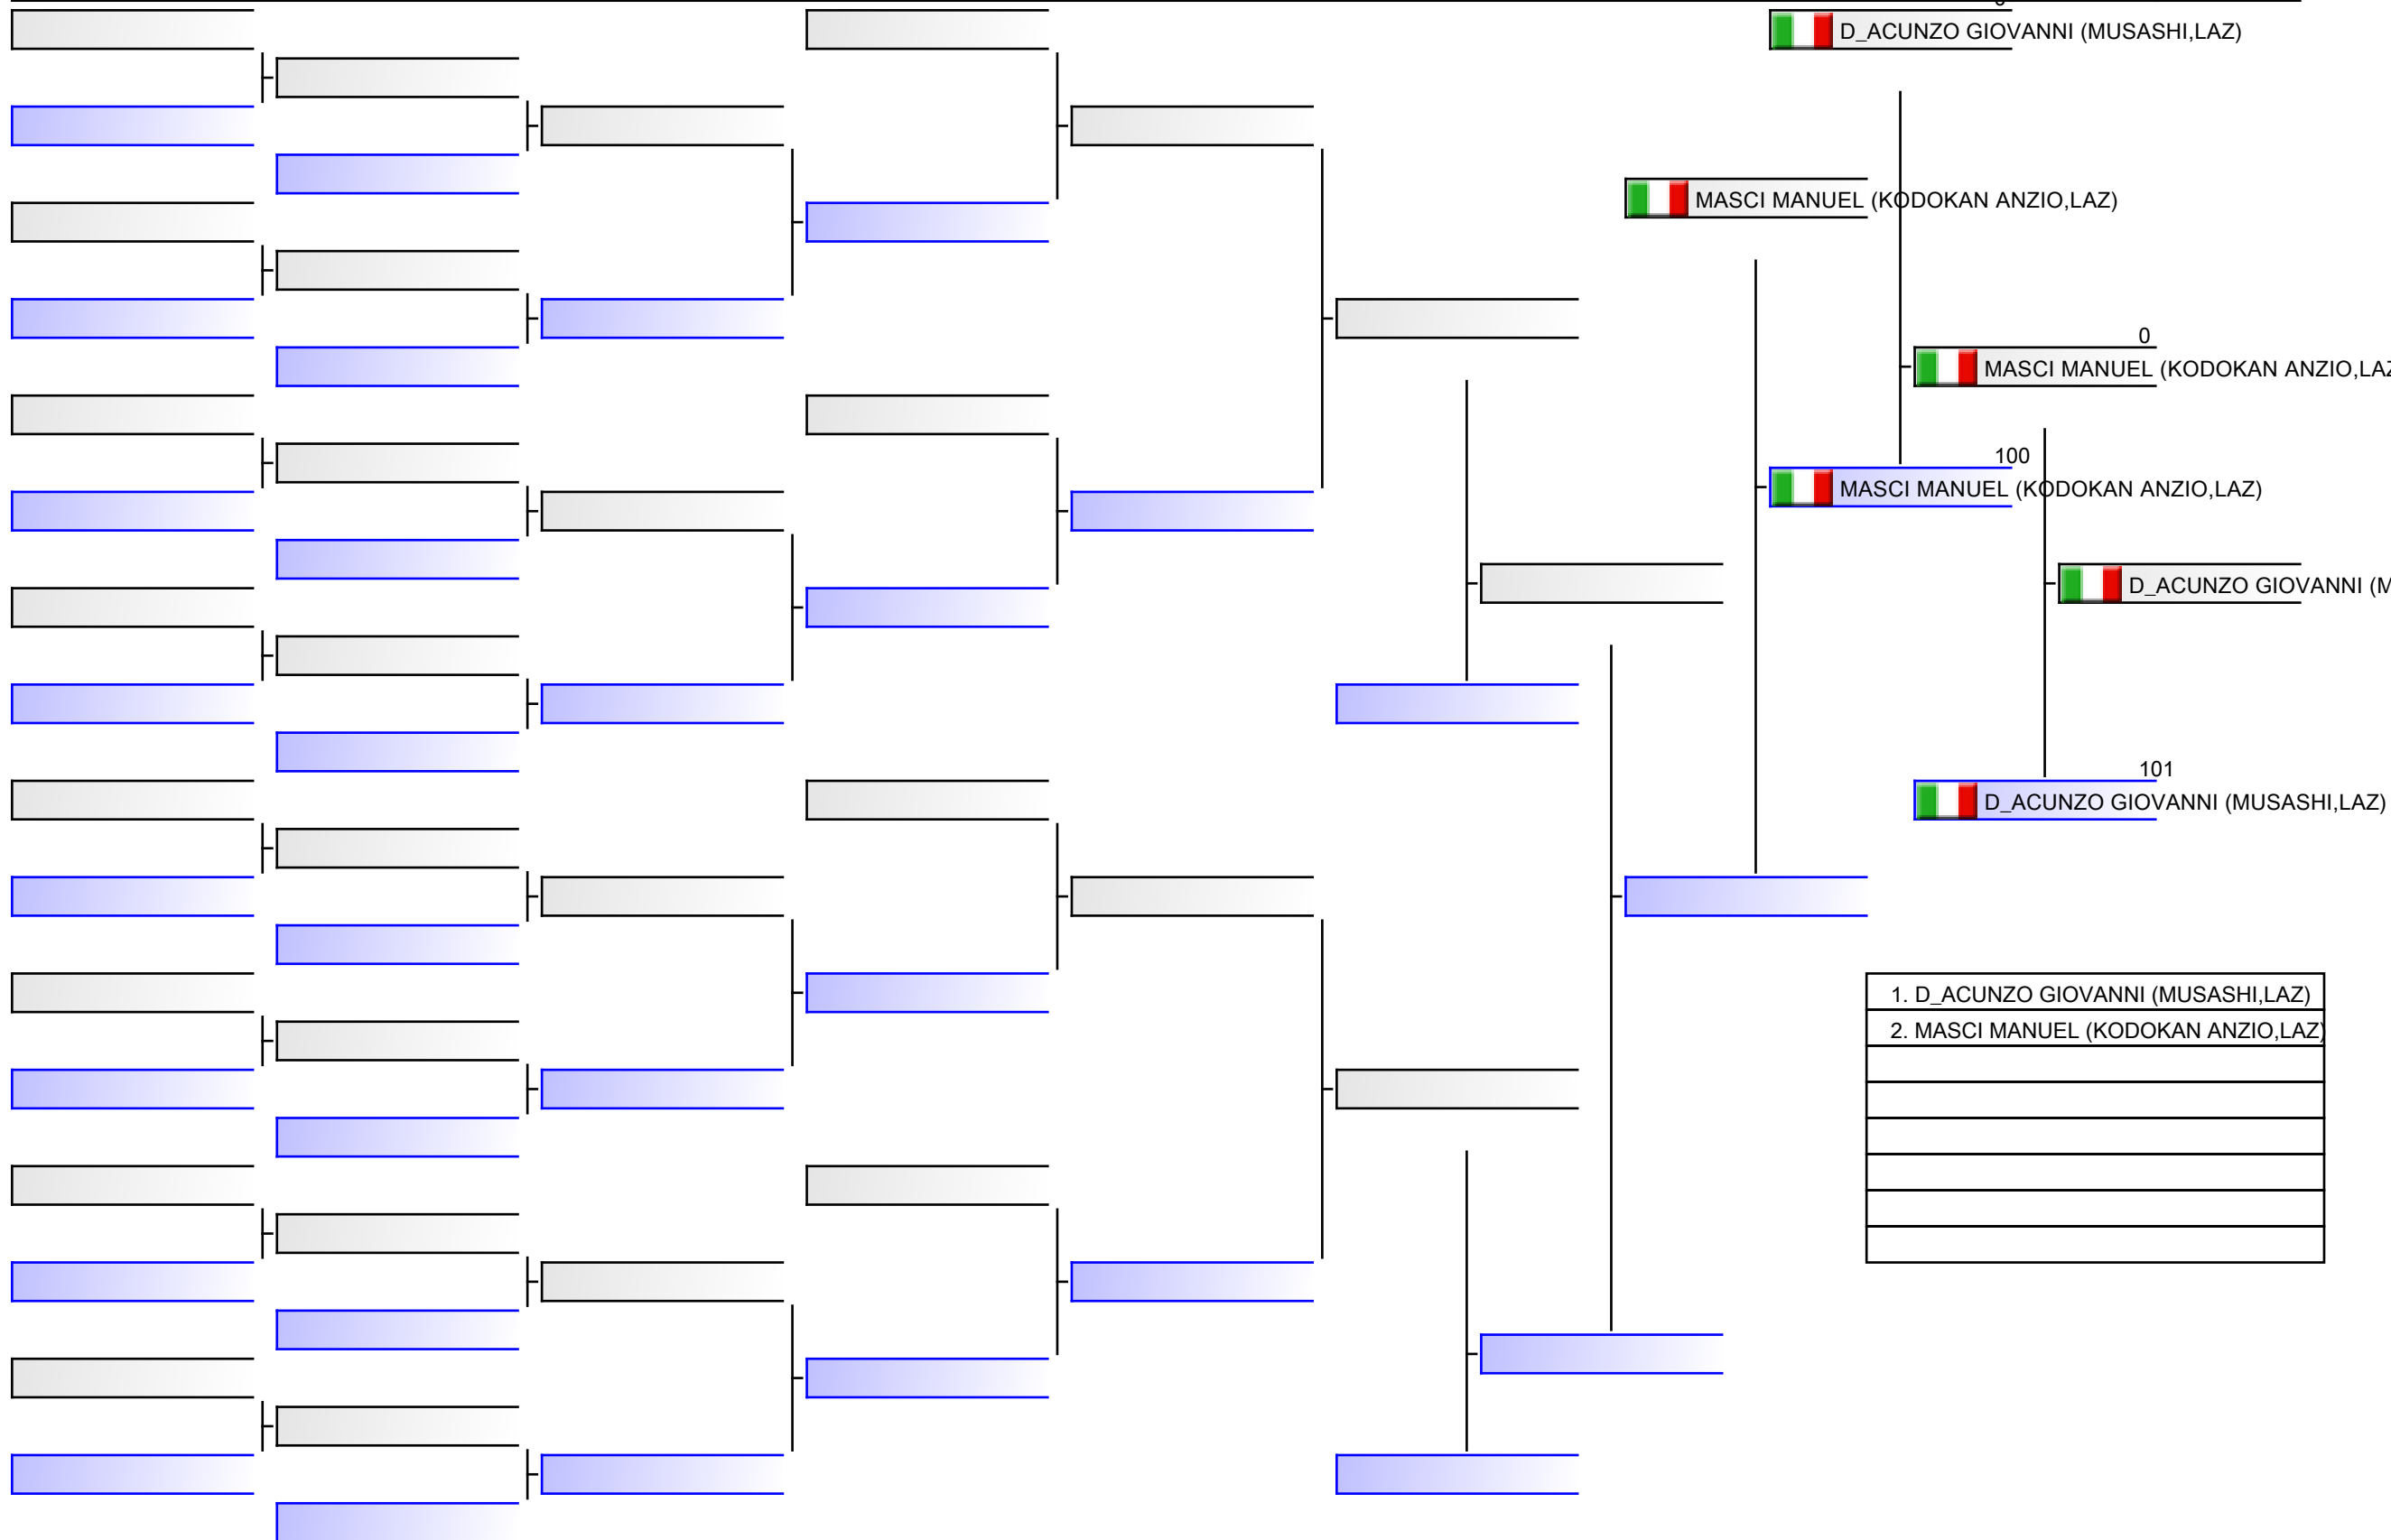 D_ACUNZO GIOVANNI (MUSASHI,LAZ)
MASCI MANUEL (KODOKAN ANZIO,LAZ)
0
MASCI MANUEL (KODOKAN ANZIO,LAZ
100
MASCI MANUEL (KODOKAN ANZIO,LAZ)
D_ACUNZO GIOVANNI (M
101
D_ACUNZO GIOVANNI (MUSASHI,LAZ)
1. D_ACUNZO GIOVANNI (MUSASHI,LAZ)
2. MASCI MANUEL (KODOKAN ANZIO,LAZ)